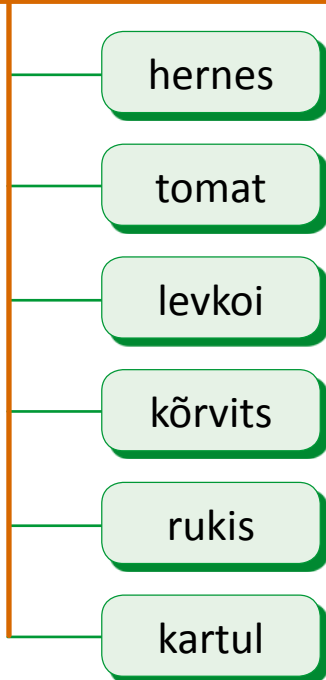 hernes
tomat
levkoi
kõrvits
rukis
kartul